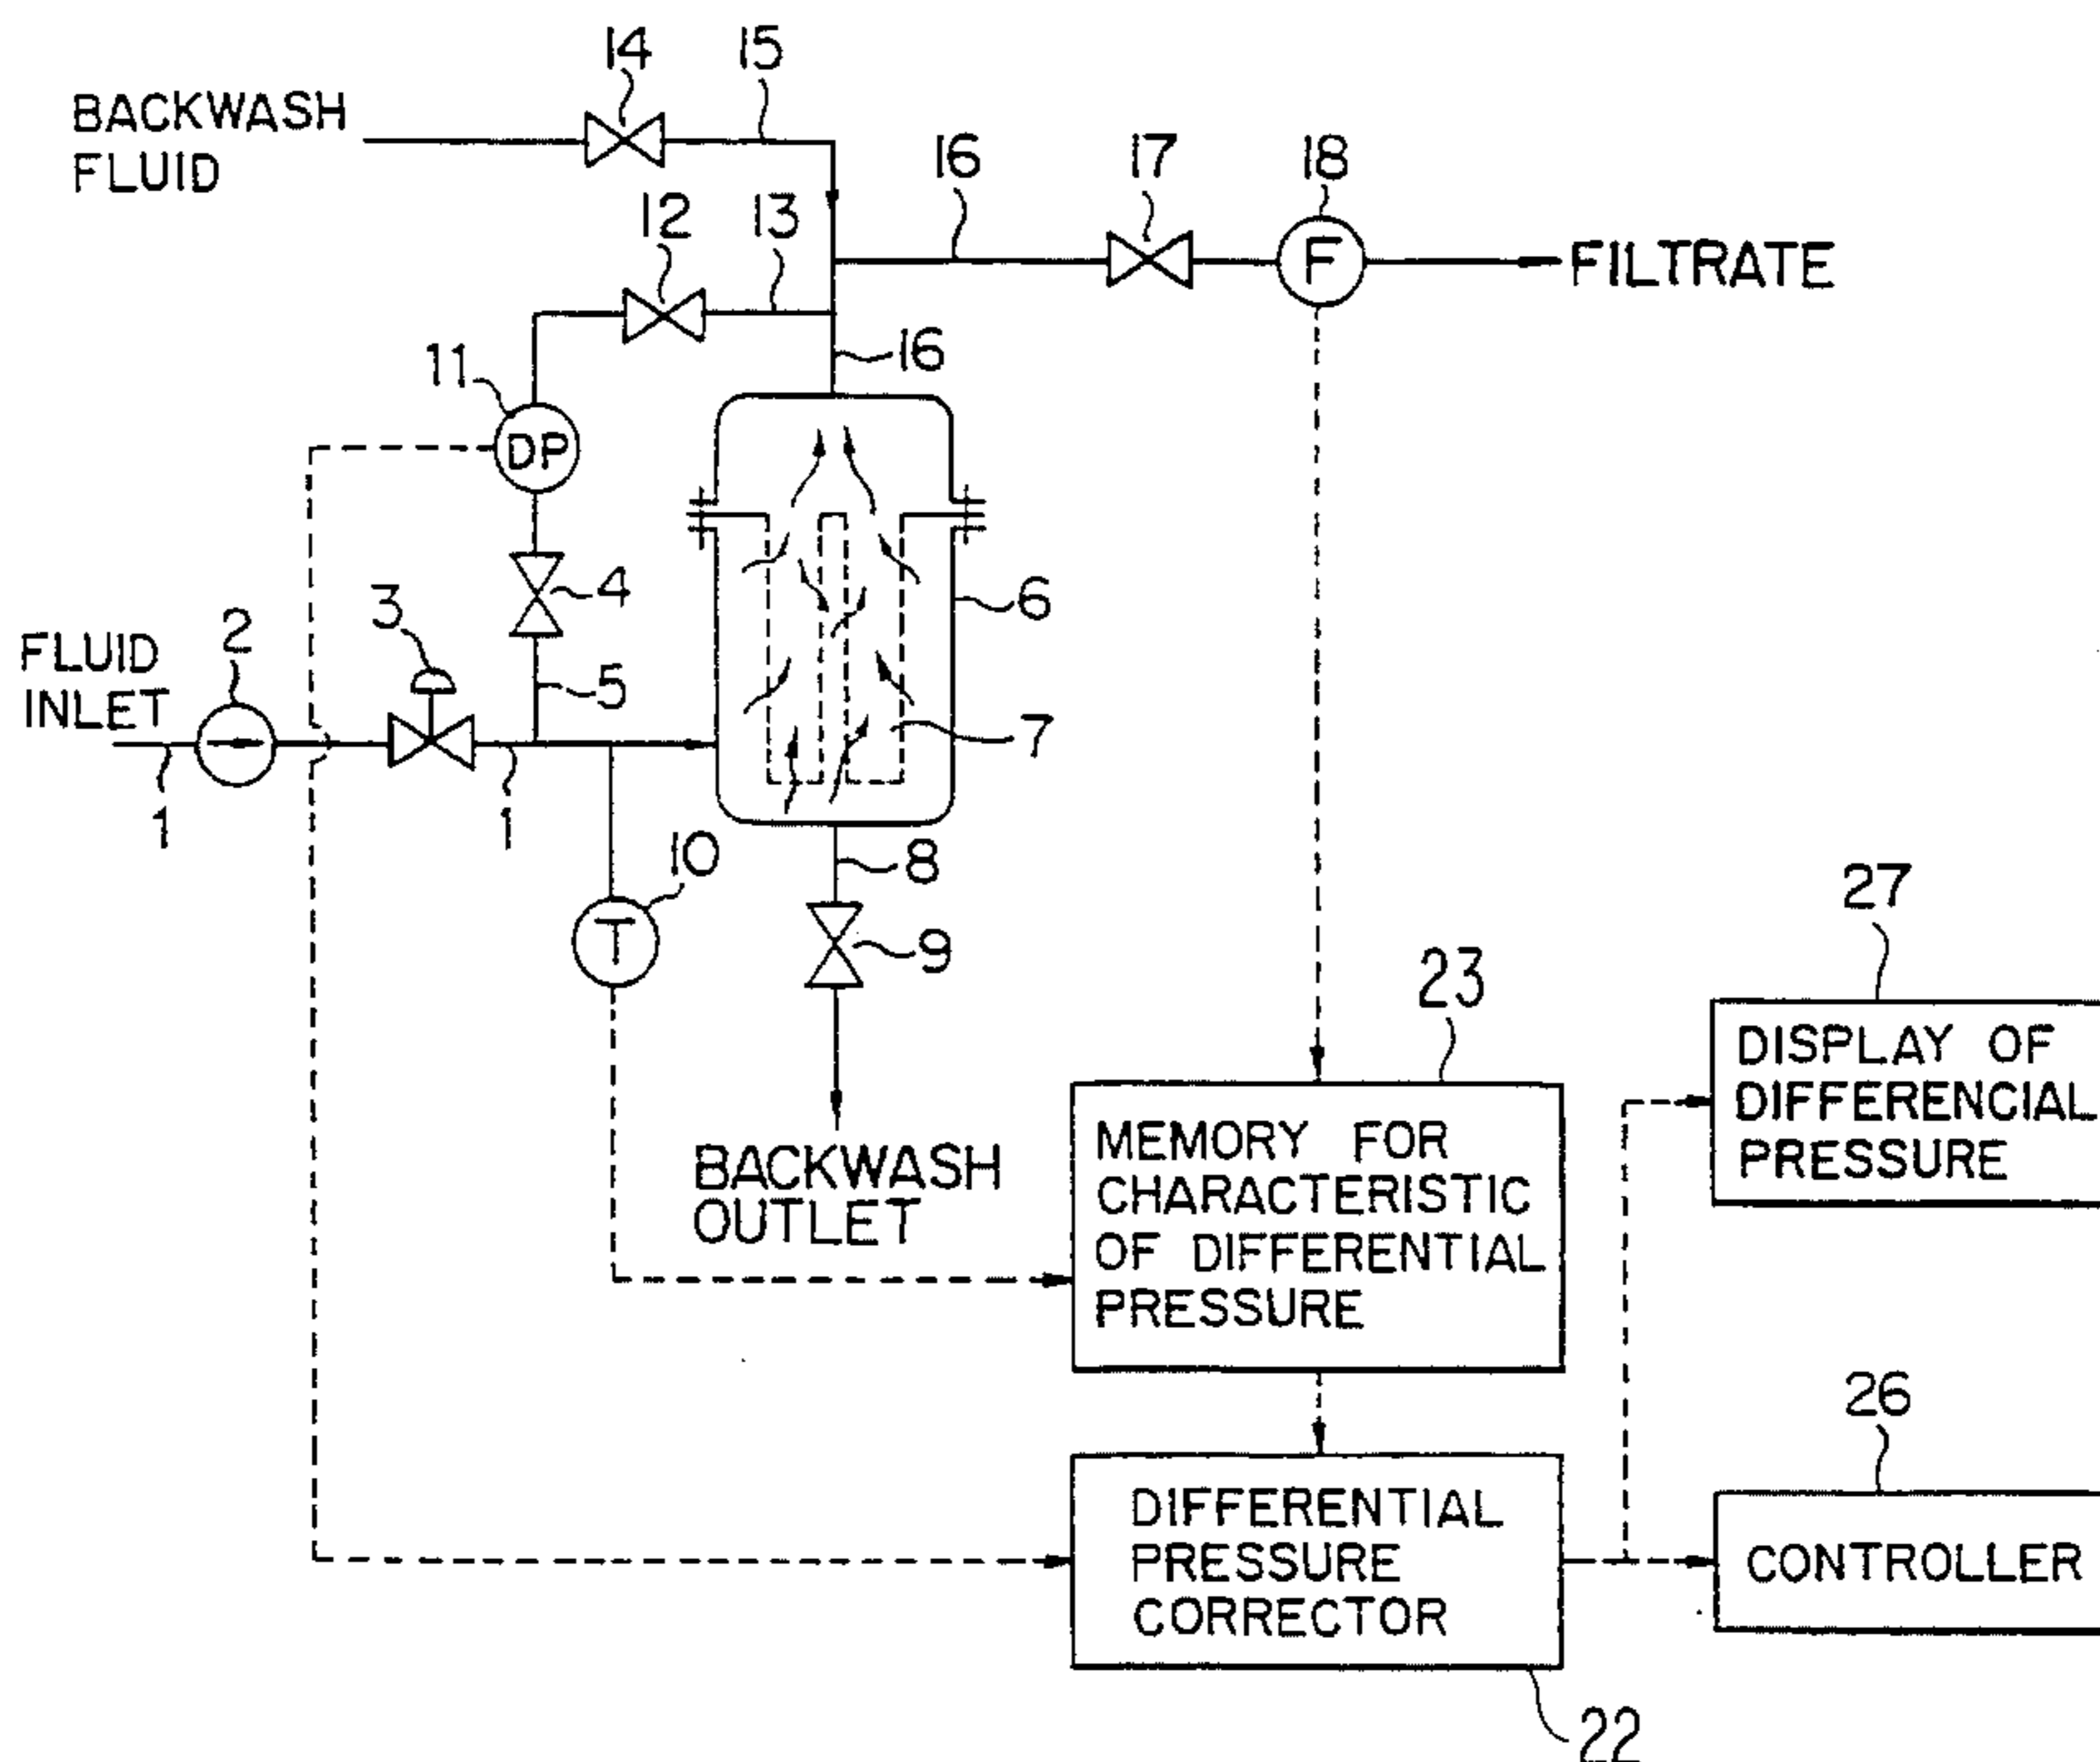 14
15
BACKWASH
FLUID
16
17
18
12
13
F
FILTRATE
16
11
DP
4
6
3
2
FLUID
INLET
5
7
1
1
10
8
T
9
27
23
DISPLAY OF
DIFFERENCIAL
PRESSURE
MEMORY FOR
CHARACTERISTIC
OF DIFFERENTIAL
PRESSURE
BACKWASH
OUTLET
26
DIFFERENTIAL
PRESSURE
CORRECTOR
CONTROLLER
22